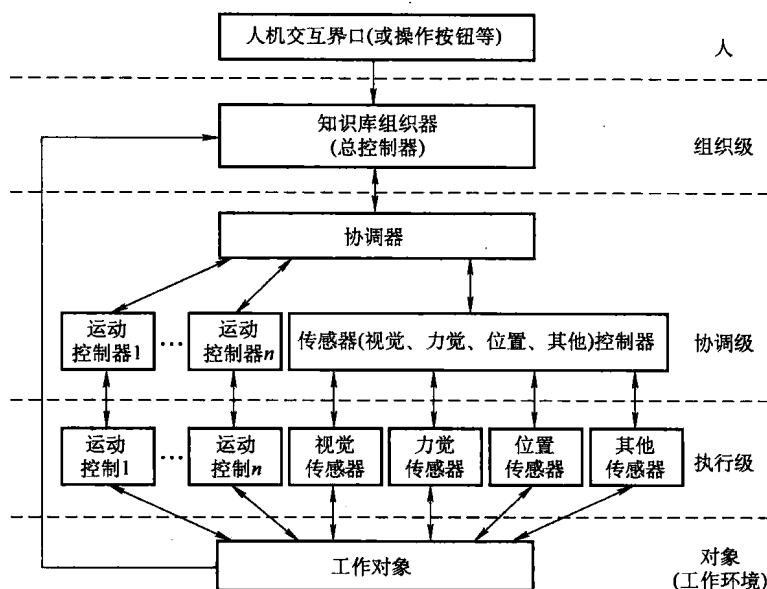 人机交互界口(或操作按钮等)
人
知识库组织器
(总控制器)
组织级
协调器
运动
控制器1
…
运动
控制器n
传感器(视觉、力觉、位置、其他)控制器
协调级
运动
控制1
…
运动
控制n
视觉
传感器
力觉
传感器
位置
传感器
其他
传感器
执行级
工作对象
对象
(工作环境)